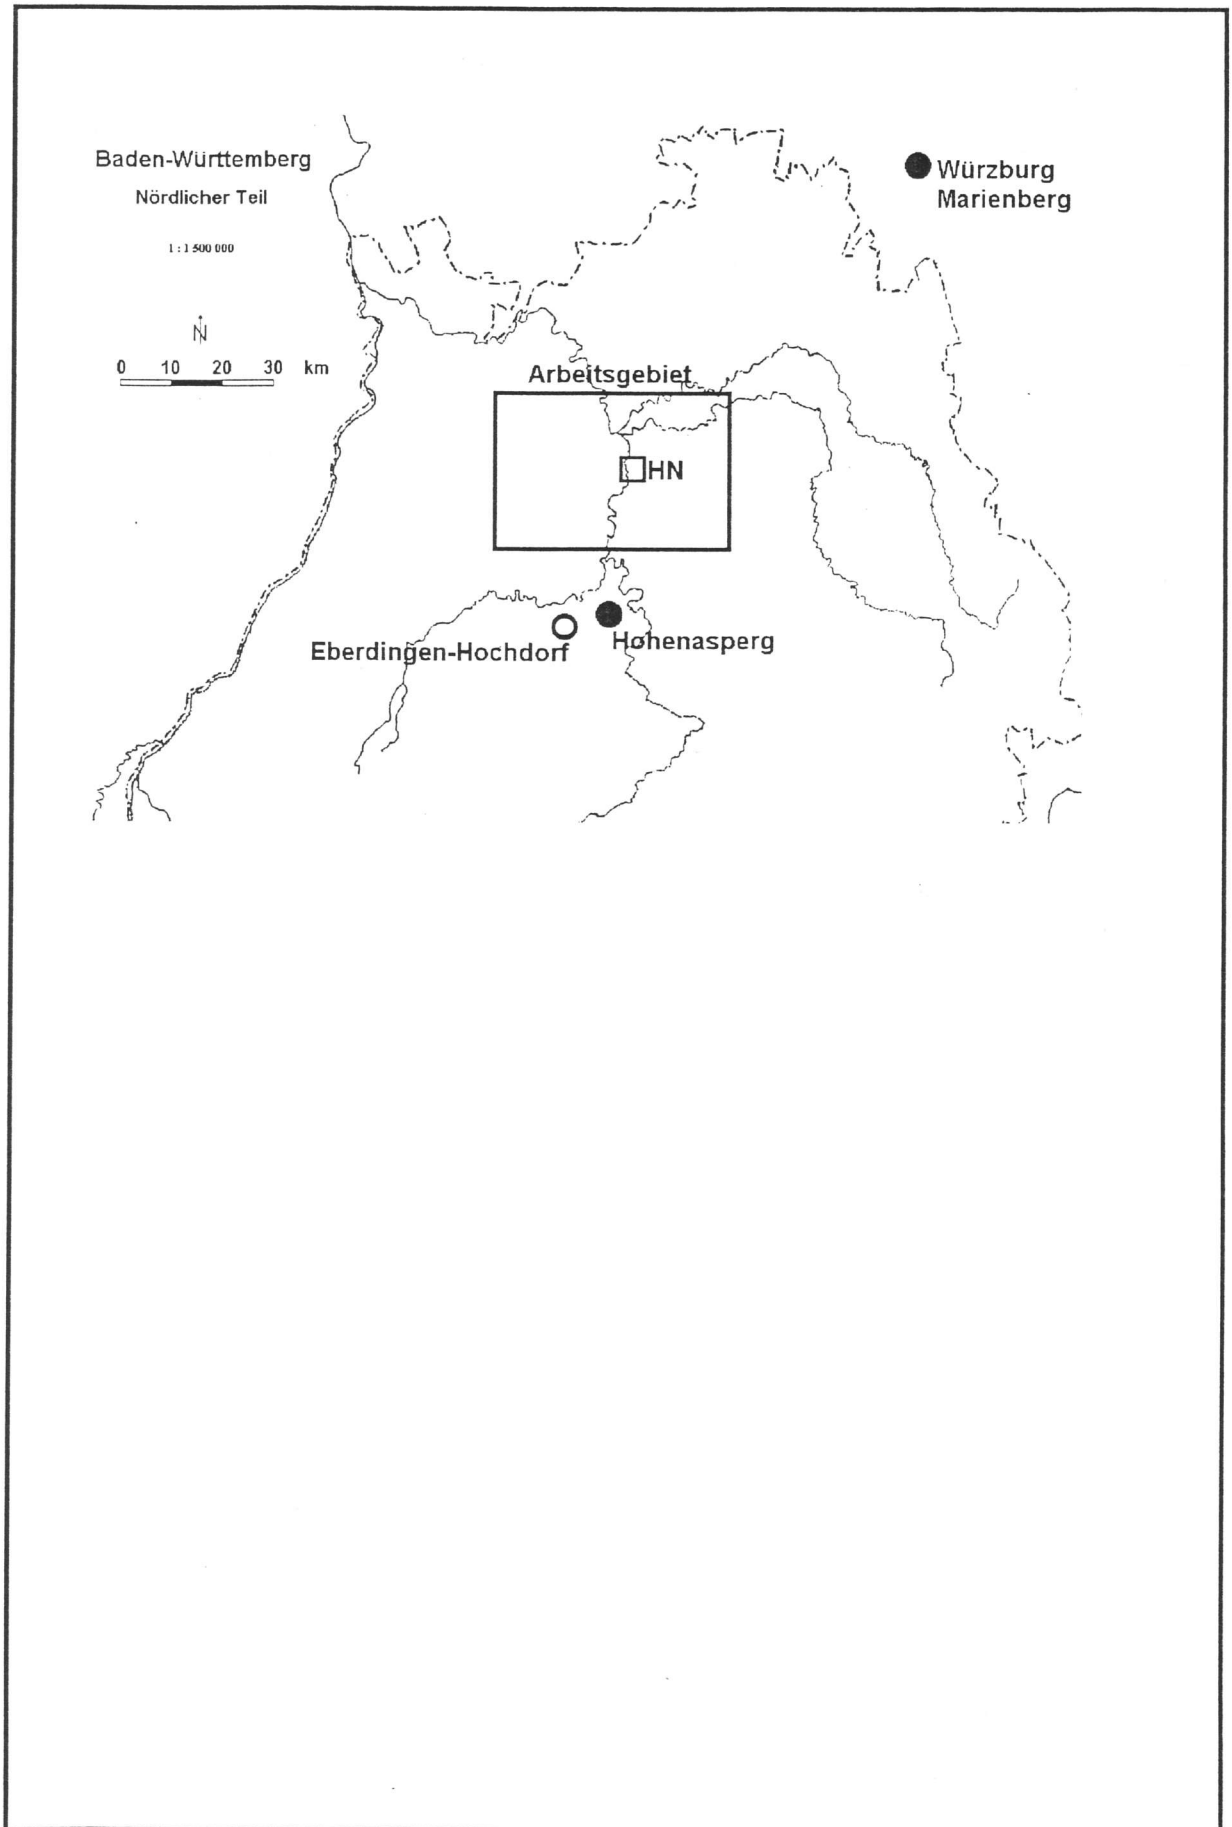 Baden-Württemberg
Nördlicher Teil
1 : 1 500 000
N
0 10 20 30 km
Würzburg
Marienberg
Arbeitsgebiet
HN
Hohenasperg
Eberdingen-Hochdorf